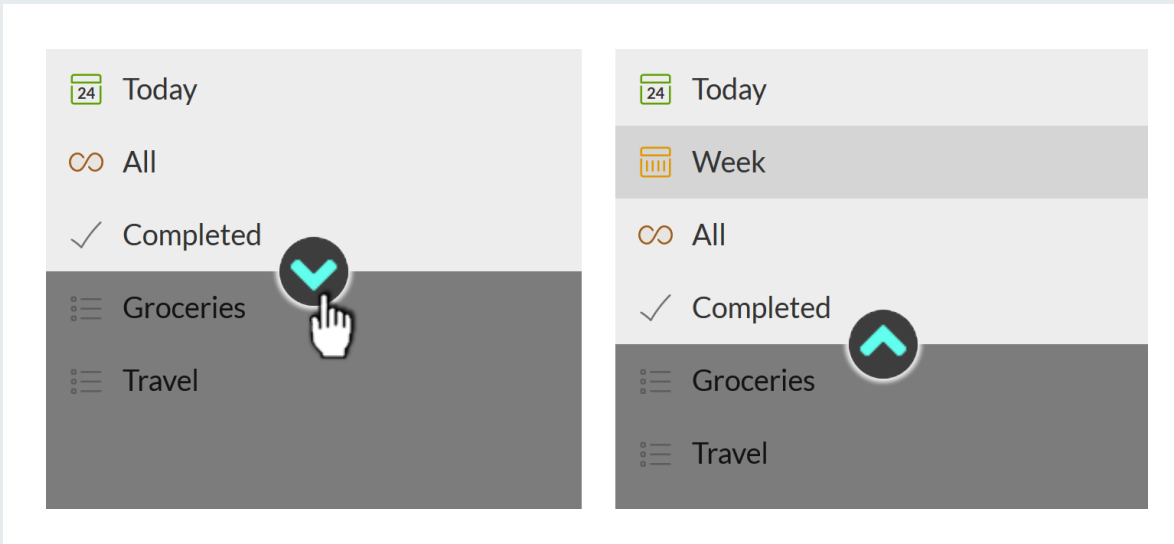 24 Today
All
Completed
Groceries
Travel
24 Today
Week
All
Completed
Groceries
Travel